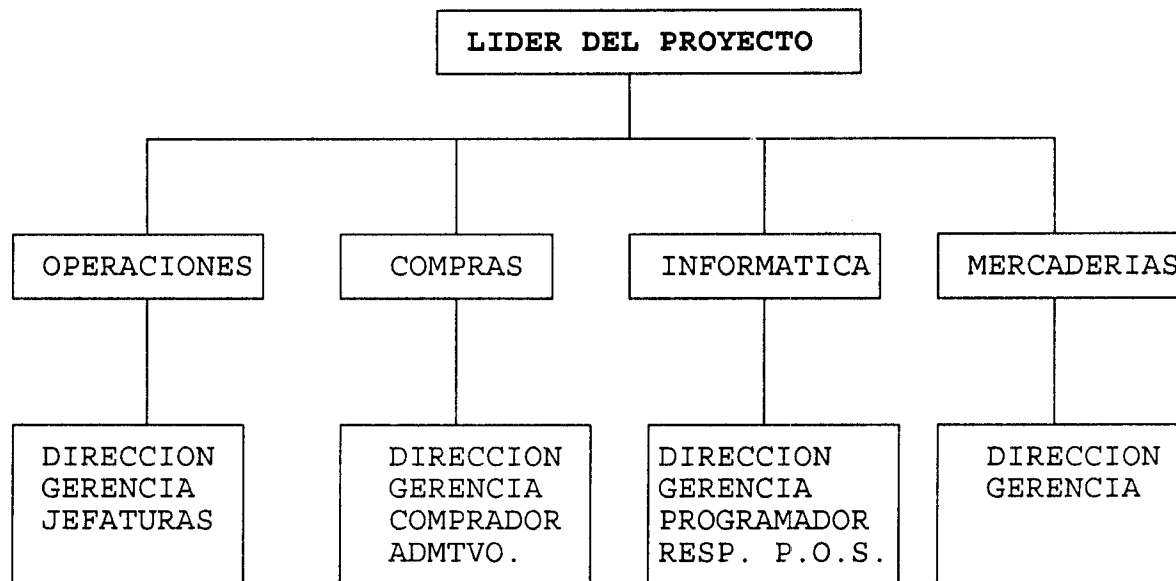 LIDER DEL PROYECTO
OPERACIONES
COMPRAS
INFORMATICA
MERCADERIAS
DIRECCION
GERENCIA
JEFATURAS
DIRECCION
GERENCIA
COMPRADOR
ADMTVO.
DIRECCION
GERENCIA
PROGRAMADOR
RESP. P.O.S.
DIRECCION
GERENCIA